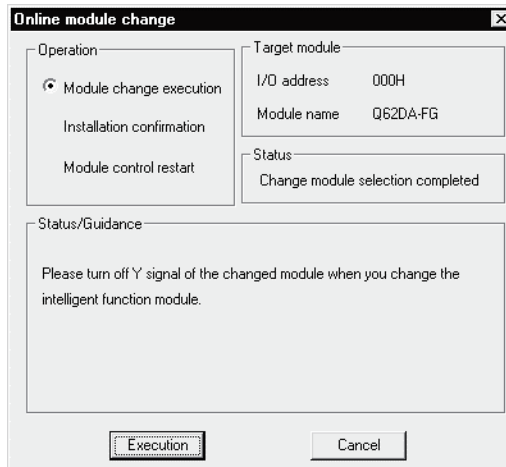 Online module change
Operation
Module change execution
Installation confirmation
Module control restart
Target module
I/O address 000H
Module name Q62DA-FG
Status
Change module selection completed
Status/Guidance
Please turn off Y signal of the changed module when you change the
intelligent function module.
Execution
Cancel